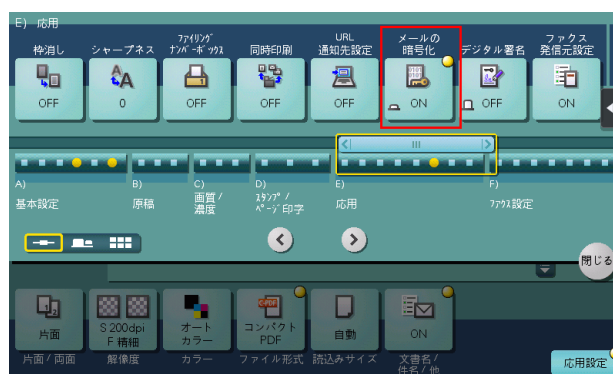 E) 応用
枠消し
シャープネス
ファイリング
ナンバーボックス
同時印刷
URL
通知先設定
メールの
暗号化
デジタル署名
ファクス
発信元設定
OFF
0
OFF
OFF
OFF
ON
OFF
ON
A)
基本設定
B)
原稿
C)
画質/
濃度
D)
スタンプ/
ページ印字
E)
応用
F)
ファクス設定
閉じる
片面
S 200dpi
F 精細
オート
カラー
C-PDF
コンパクト
PDF
自動
ON
片面/両面
解像度
カラー
ファイル形式
読込みサイズ
文書名/
件名/他
応用設定